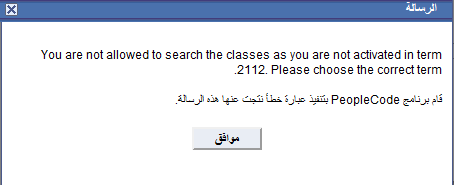 الرسالة
You are not allowed to search the classes as you are not activated in term
.2112. Please choose the correct term
قام برنامج PeopleCode بتنفيذ عبارة خطأ نتجت عنها هذه الرسالة.
موافق